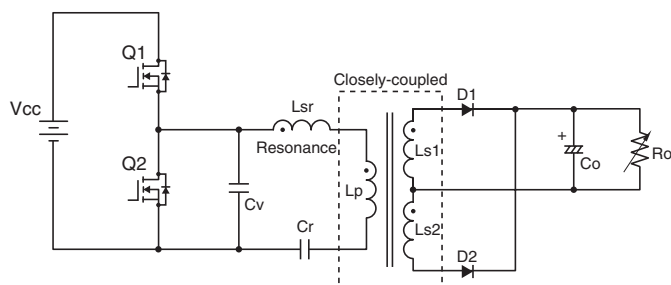 Q1
Closely-coupled
D1
Vcc
Lsr
Resonance
Ls1
+
Co
Ro
Q2
Cv
Lp
Cr
Ls2
D2